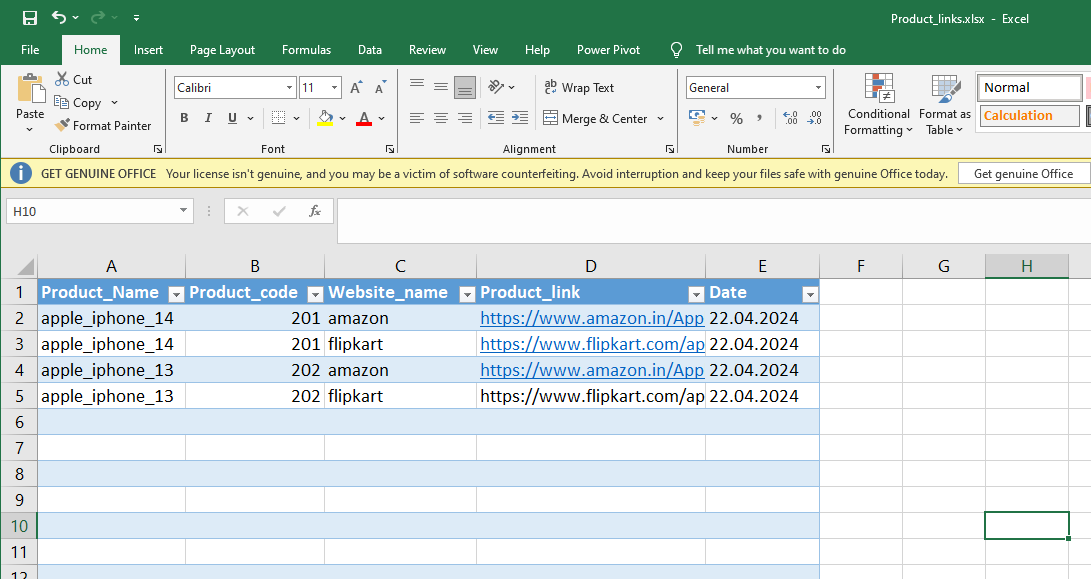 Product_links.xlsx - Excel
File Home Insert Page Layout Formulas Data Review View Help Power Pivot Tell me what you want to do
Paste
Cut
Copy
Format Painter
Clipboard
Calibri 11 A A
B I U A
Font
ab Wrap Text
Merge & Center
Alignment
General
% ,
Number
Conditional Formatting
Format as Table
Normal
Calculation
GET GENUINE OFFICE Your license isn't genuine, and you may be a victim of software counterfeiting. Avoid interruption and keep your files safe with genuine Office today. Get genuine Office
H10 fx
A B C D E F G H
1 Product_Name Product_code Website_name Product_link Date
2 apple_iphone_14 201 amazon https://www.amazon.in/App 22.04.2024
3 apple_iphone_14 201 flipkart https://www.flipkart.com/ap 22.04.2024
4 apple_iphone_13 202 amazon https://www.amazon.in/App 22.04.2024
5 apple_iphone_13 202 flipkart https://www.flipkart.com/ap 22.04.2024
6
7
8
9
10
11
12